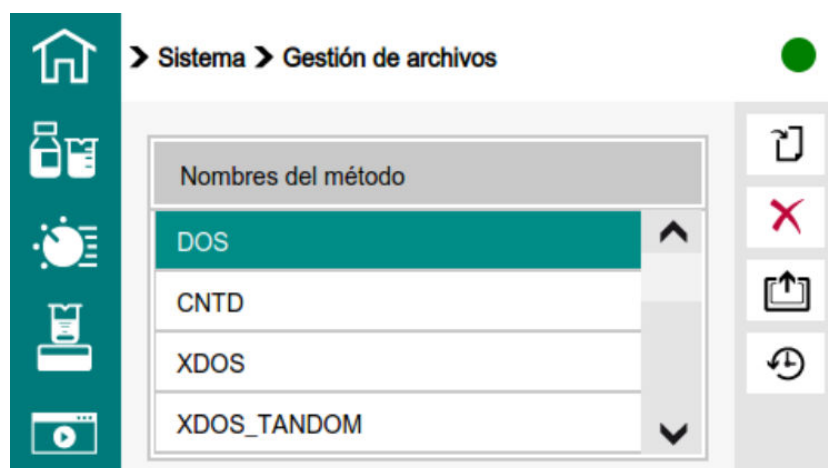 Sistema Gestión de archivos
Nombres del método
DOS
CNTD
XDOS
XDOS_TANDOM